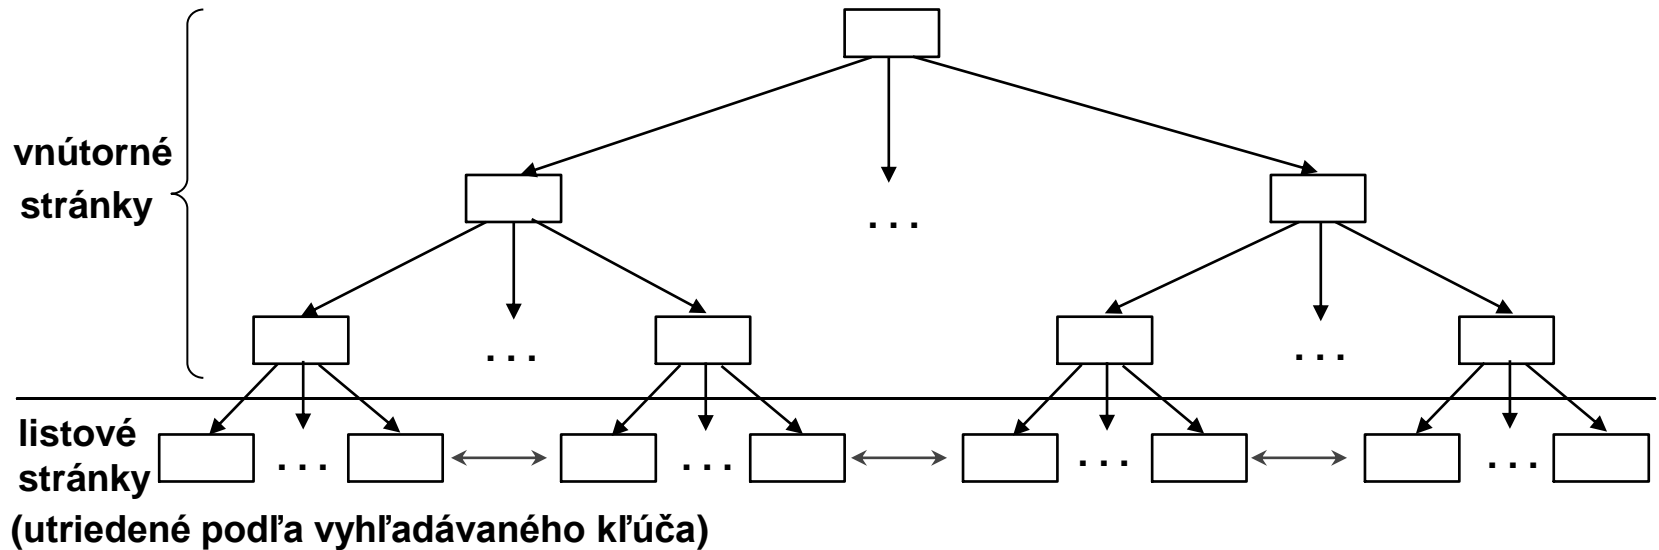 vnútorné
stránky
. . .
. . .
. . .
listové
stránky
. . .
. . .
. . .
. . .
(utriedené podľa vyhľadávaného kľúča)